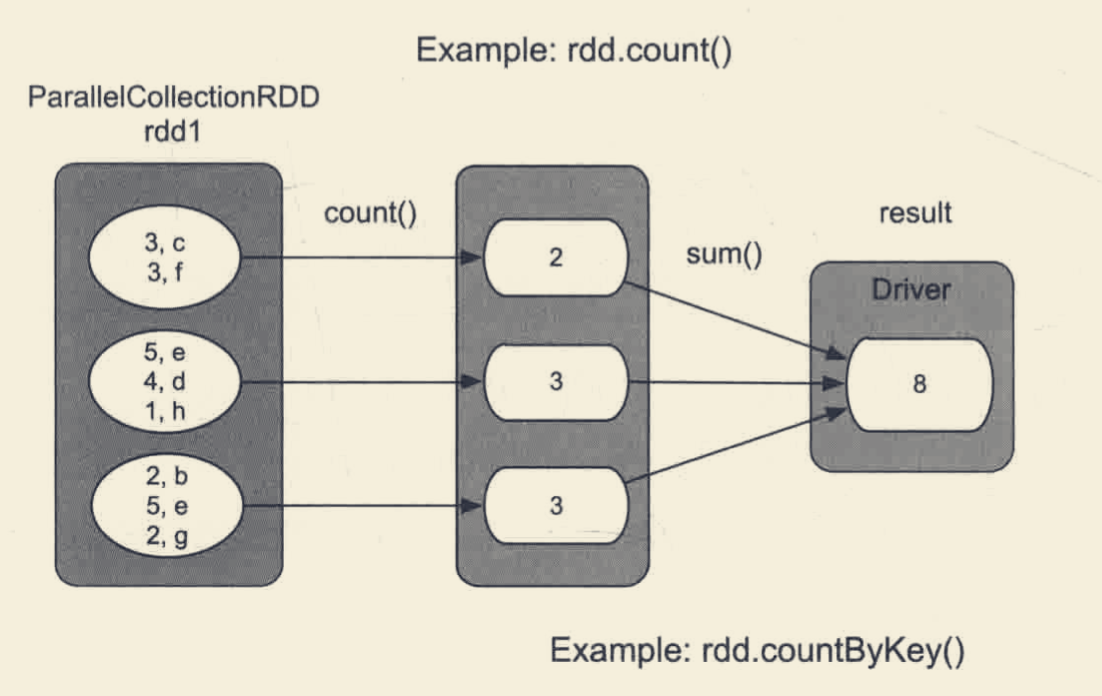 Example: rdd.count()
ParallelCollectionRDD
rdd1
count()
sum()
result
Driver
3, c
3, f
5, e
4, d
1, h
2, b
5, e
2, g
2
3
3
8
Example: rdd.countByKey()